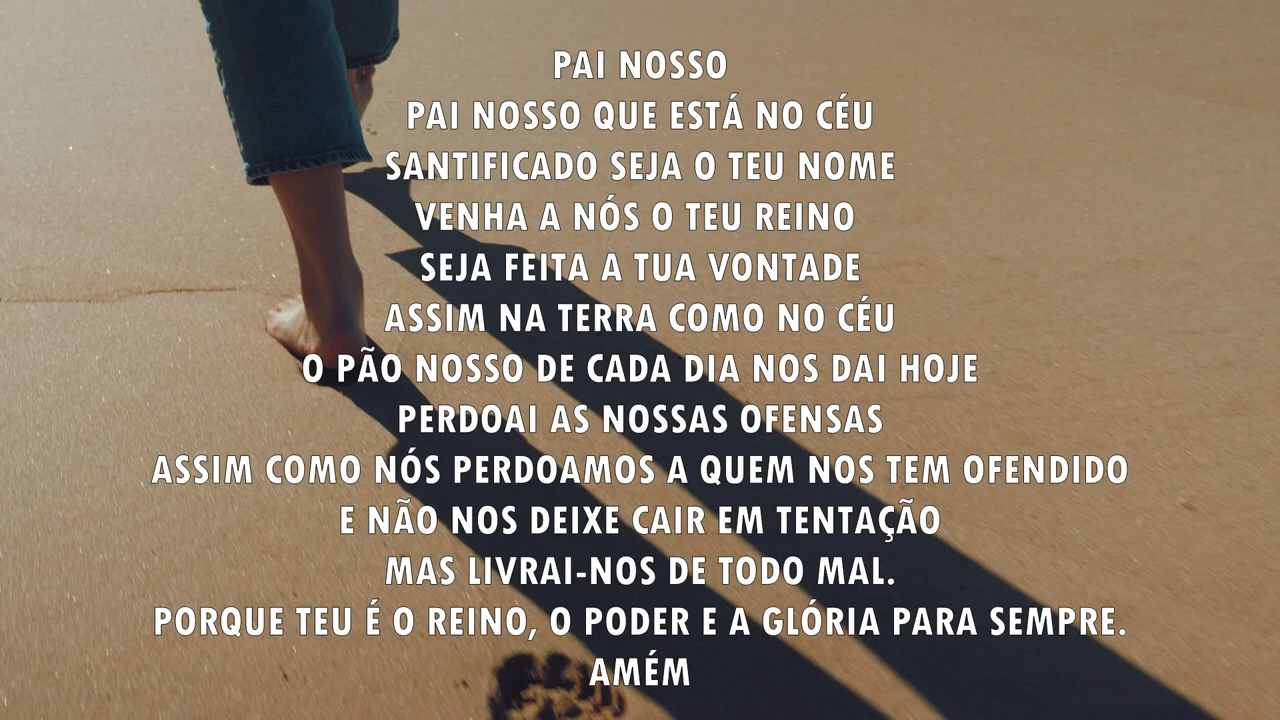 PAI NOSSO
PAI NOSSO QUE ESTÁ NO CÉU
SANTIFICADO SEJA O TEU NOME
VENHA A NÓS O TEU REINO
SEJA FEITA A TUA VONTADE
ASSIM NA TERRA COMO NO CÉU
O PÃO NOSSO DE CADA DIA NOS DAI HOJE
PERDOAI AS NOSSAS OFENSAS
ASSIM COMO NÓS PERDOAMOS A QUEM NOS TEM OFENDIDO
E NÃO NOS DEIXE CAIR EM TENTAÇÃO
MAS LIVRAI-NOS DE TODO MAL.
PORQUE TEU É O REINO, O PODER E A GLÓRIA PARA SEMPRE.
AMÉM